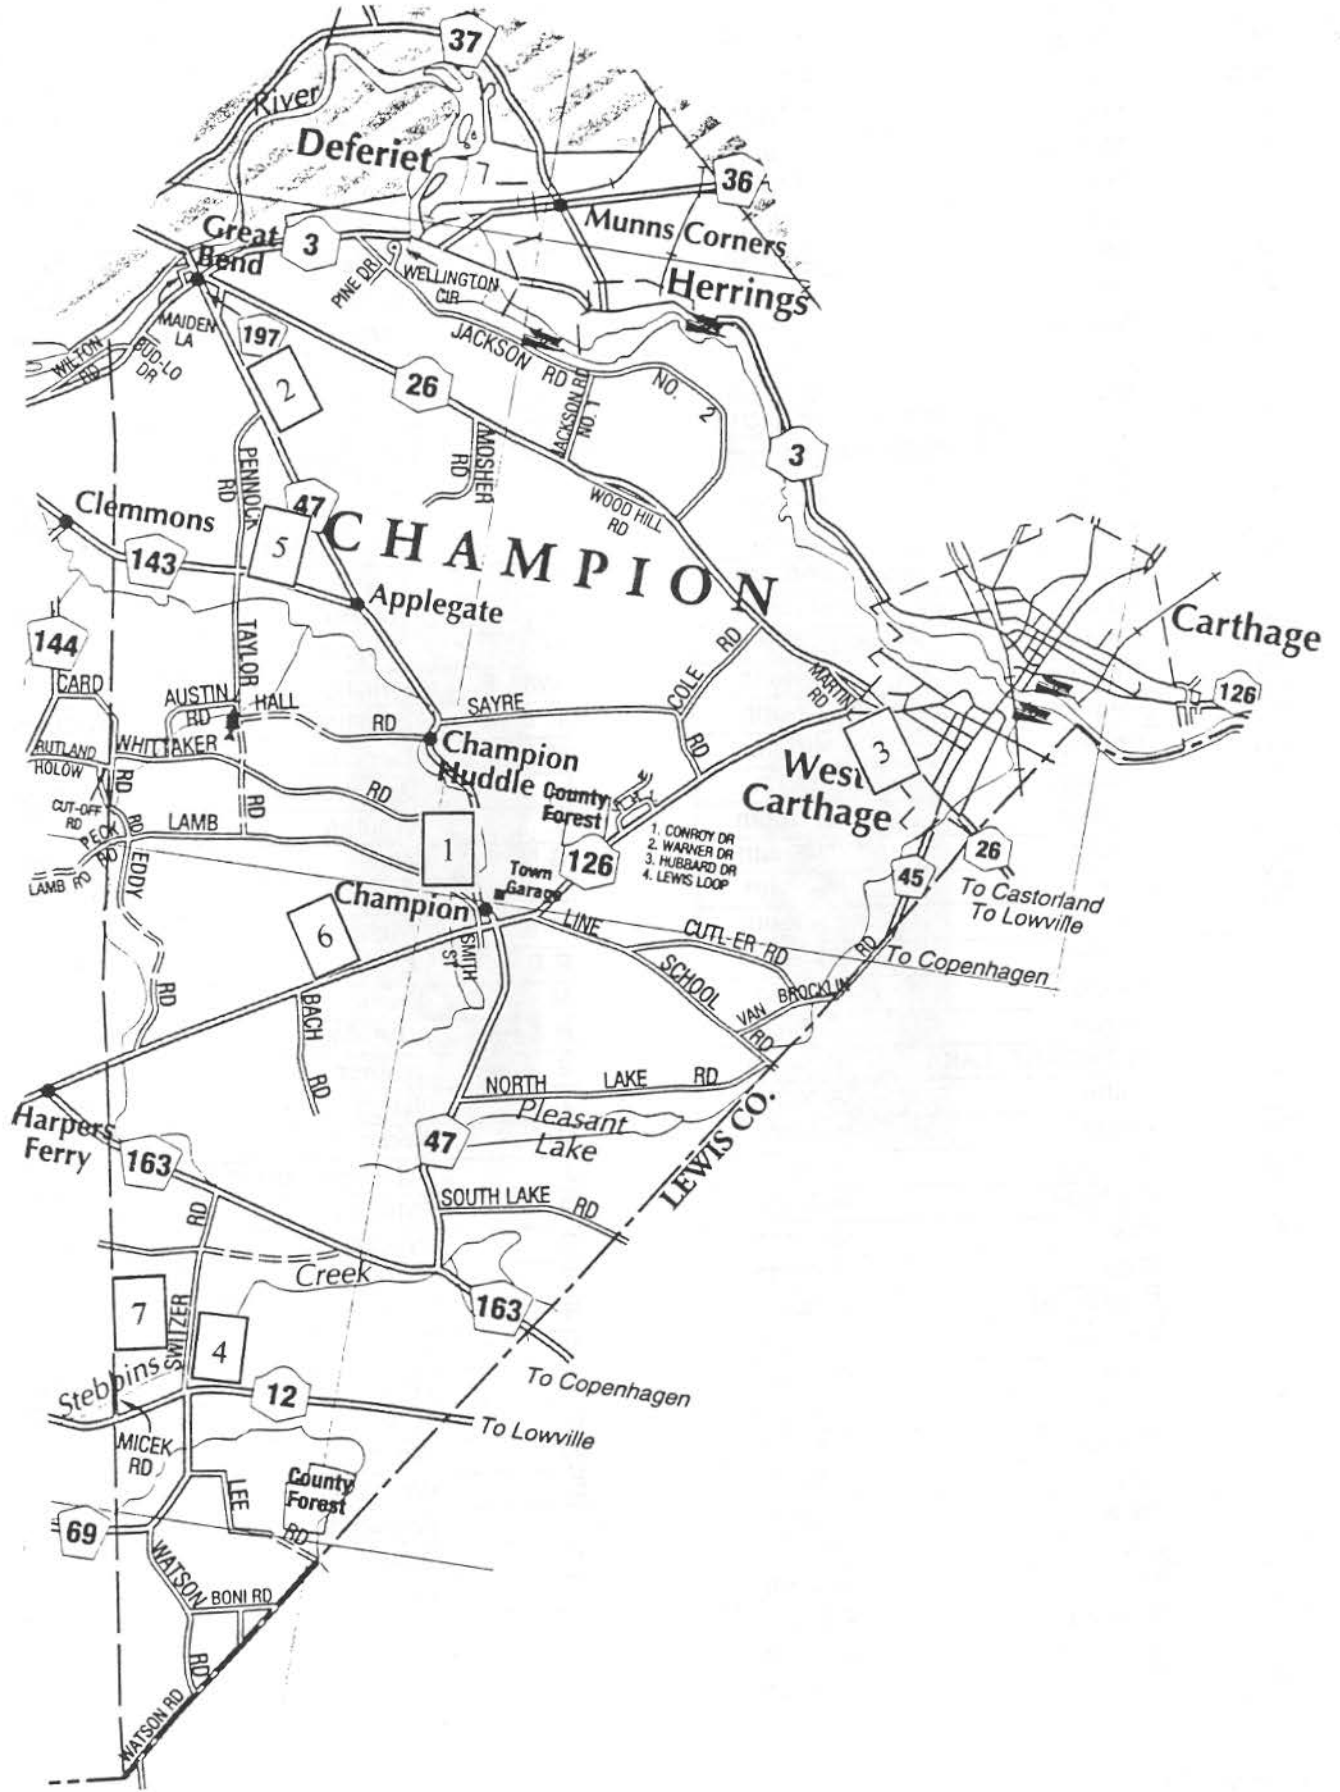 37
River
Deferiet
36
Munns Corners
Great
Bend
3
PINE DR
WELLINGTON
CIR
Herrings
MAIDEN
LA
197
WILTON
RD
BUD-LO
DR
2
26
JACKSON RD NO. 2
JACKSON RD
NO. 1
3
MOSHER
RD
PENNOCK
RD
47
WOOD HILL
RD
Clemmons
143
5
CHAMPION
Applegate
144
Carthage
TAYLOR
RD
CARD
RD
AUSTIN
RD
HALL
RD
SAYRE
COLE RD
RD
MARTIN
RD
126
RUTLAND
HOLOW
WHITTAKER
RD
Champion
Huddle
County
Forest
West
Carthage
3
CUT-OFF
RD
PECK
RD
RD
LAMB
LAMB RD
1
126
1. CONROY DR
2. WARNER DR
3. HUBBARD DR
4. LEWIS LOOP
26
45
To Castorland
To Lowville
EDDY
RD
Town
Garage
Champion
6
SMITH
ST
LINE
SCHOOL
RD
CUTL-ER RD
To Copenhagen
VAN BROCKLIN
RD
BACH
RD
NORTH LAKE RD
Pleasant
Lake
Harpers
Ferry
163
47
LEWIS CO.
SOUTH LAKE RD
SWITZER
RD
Creek
163
7
4
Stebbins
12
To Copenhagen
To Lowville
MICEK
RD
LEE
RD
County
Forest
69
WATSON
RD
BONI RD
WATSON RD